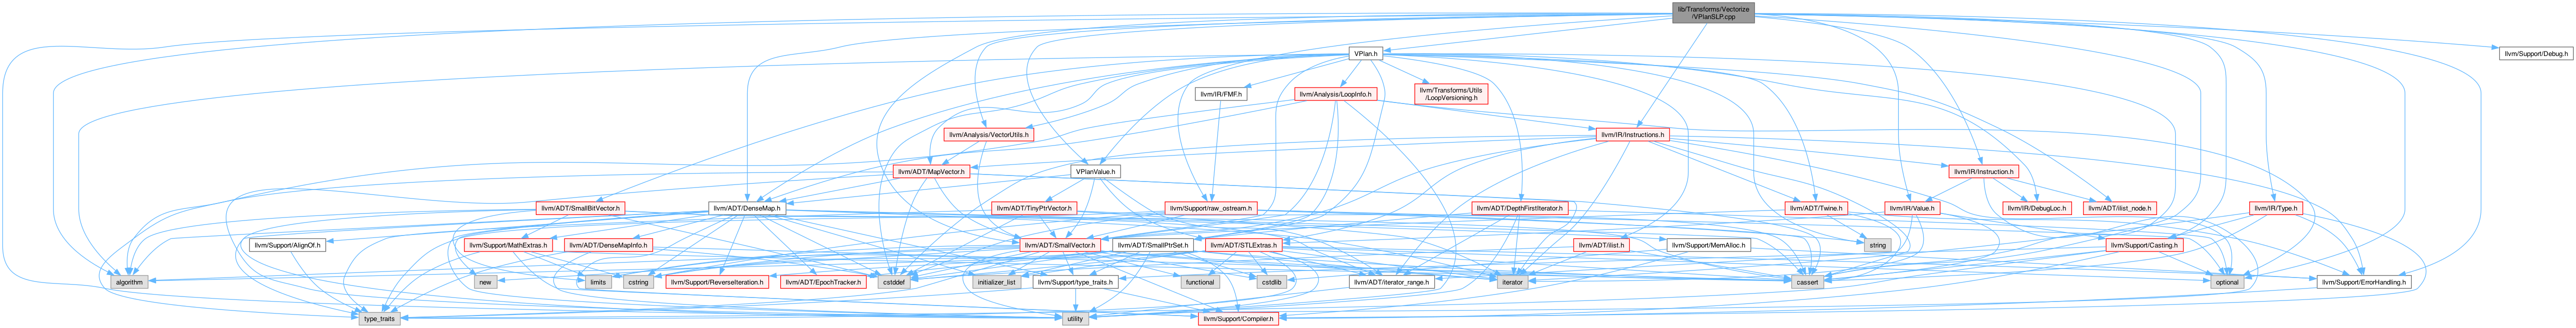 lib/Transforms/Vectorize
/VPlanSLP.cpp
llvm/Support/Debug.h
VPlan.h
llvm/IR/FMF.h
llvm/Analysis/LoopInfo.h
llvm/Transforms/Utils
/LoopVersioning.h
llvm/Analysis/VectorUtils.h
llvm/IR/Instructions.h
llvm/ADT/MapVector.h
VPlanValue.h
llvm/IR/Instruction.h
llvm/ADT/SmallBitVector.h
llvm/ADT/DenseMap.h
llvm/ADT/TinyPtrVector.h
llvm/Support/raw_ostream.h
llvm/ADT/DepthFirstIterator.h
llvm/ADT/Twine.h
llvm/IR/Value.h
llvm/IR/DebugLoc.h
llvm/ADT/ilist_node.h
llvm/IR/Type.h
llvm/Support/AlignOf.h
llvm/Support/MathExtras.h
llvm/ADT/DenseMapInfo.h
llvm/ADT/SmallVector.h
llvm/ADT/SmallPtrSet.h
llvm/ADT/STLExtras.h
llvm/Support/MemAlloc.h
llvm/ADT/ilist.h
string
llvm/Support/Casting.h
algorithm
new
limits
cstring
llvm/Support/ReverseIteration.h
llvm/ADT/EpochTracker.h
cstddef
initializer_list
llvm/Support/type_traits.h
functional
cstdlib
llvm/ADT/iterator_range.h
iterator
cassert
optional
llvm/Support/ErrorHandling.h
type_traits
utility
llvm/Support/Compiler.h